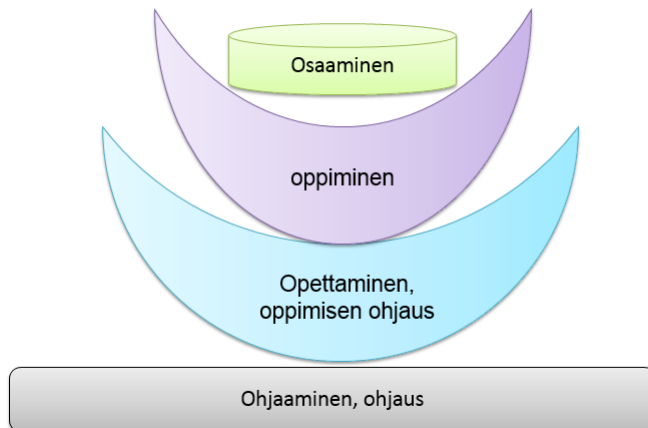 Osaaminen
oppiminen
Opettaminen,
oppimisen ohjaus
Ohjaaminen, ohjaus